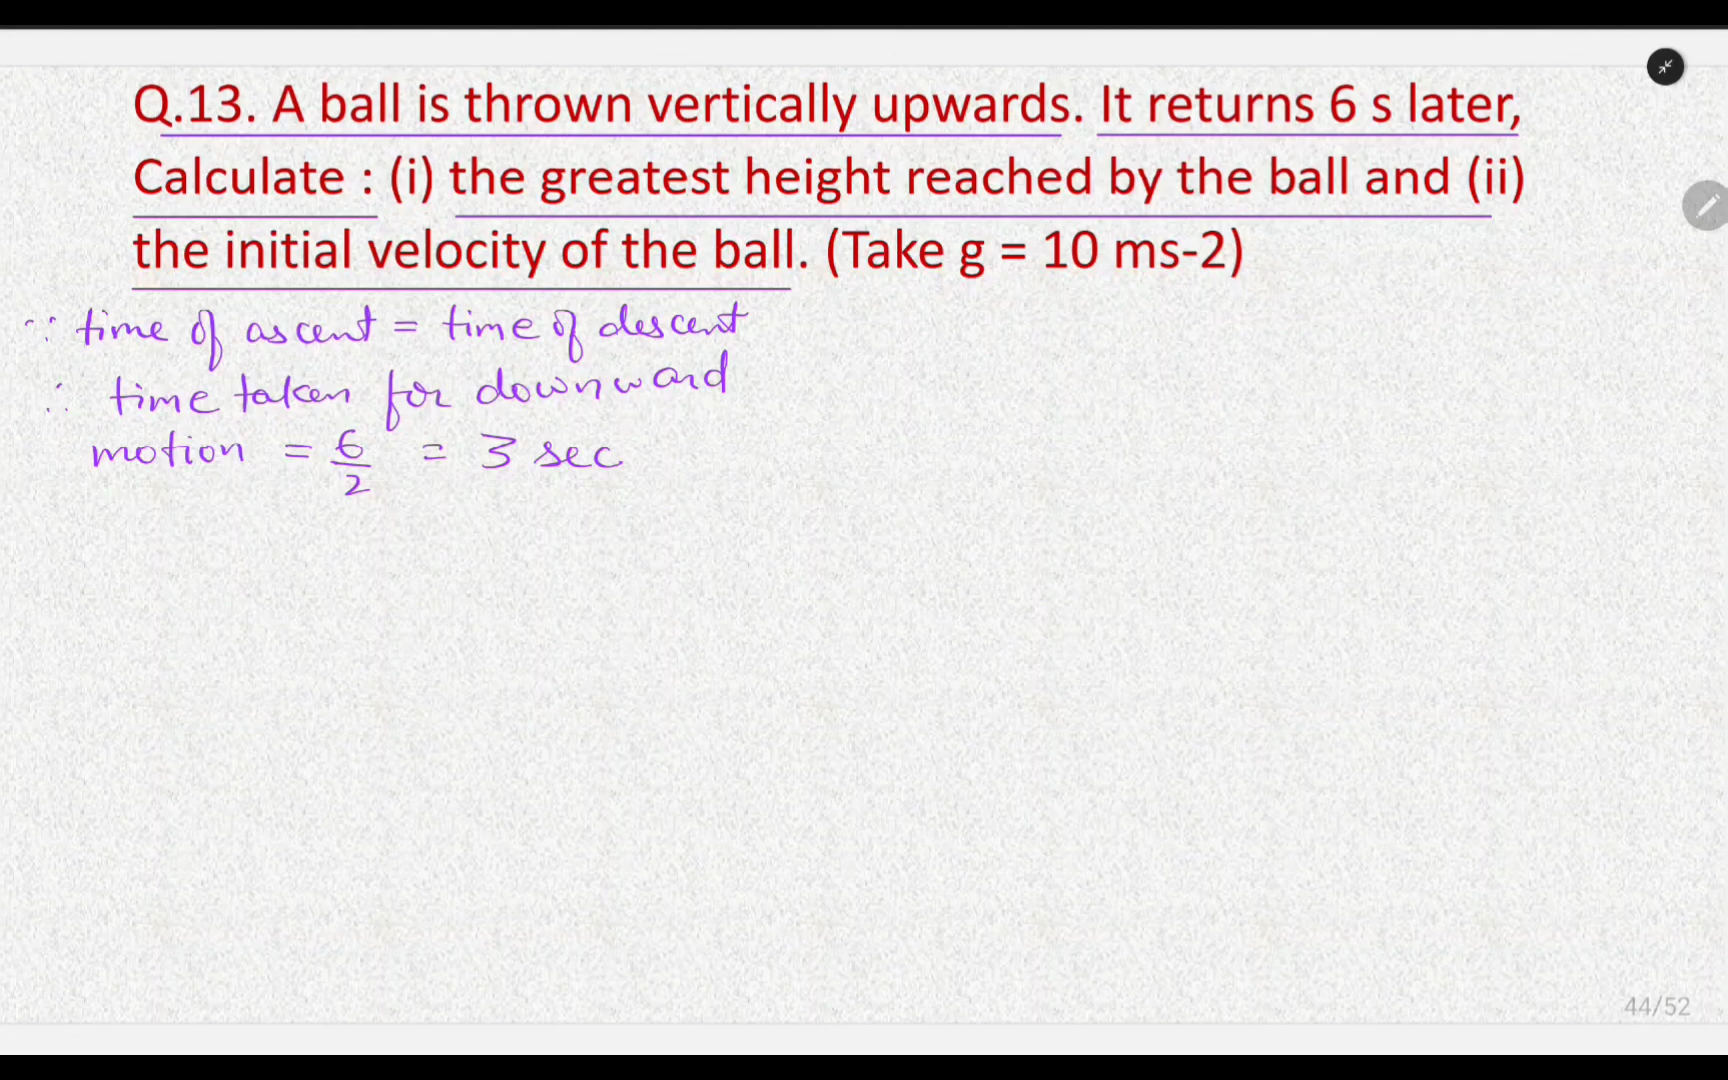 Q.13. A ball is thrown vertically upwards. It returns 6 s later,
Calculate : (i) the greatest height reached by the ball and (ii)
the initial velocity of the ball. (Take g = 10 ms-2)
∵ time of ascent = time of descent
∴ time taken for downward
motion = 6/2 = 3 sec
44/52